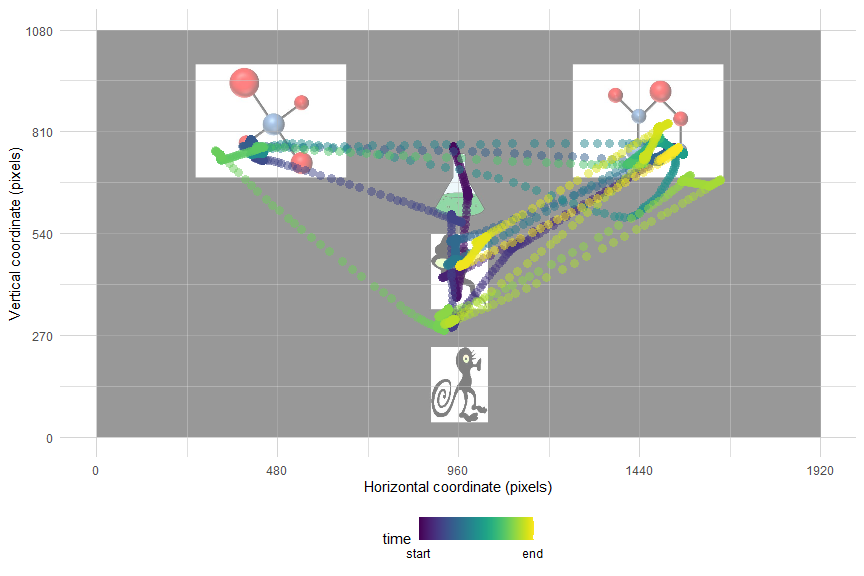 1080
810
540
270
0
Vertical coordinate (pixels)
0 480 960 1440 1920
Horizontal coordinate (pixels)
time
start end